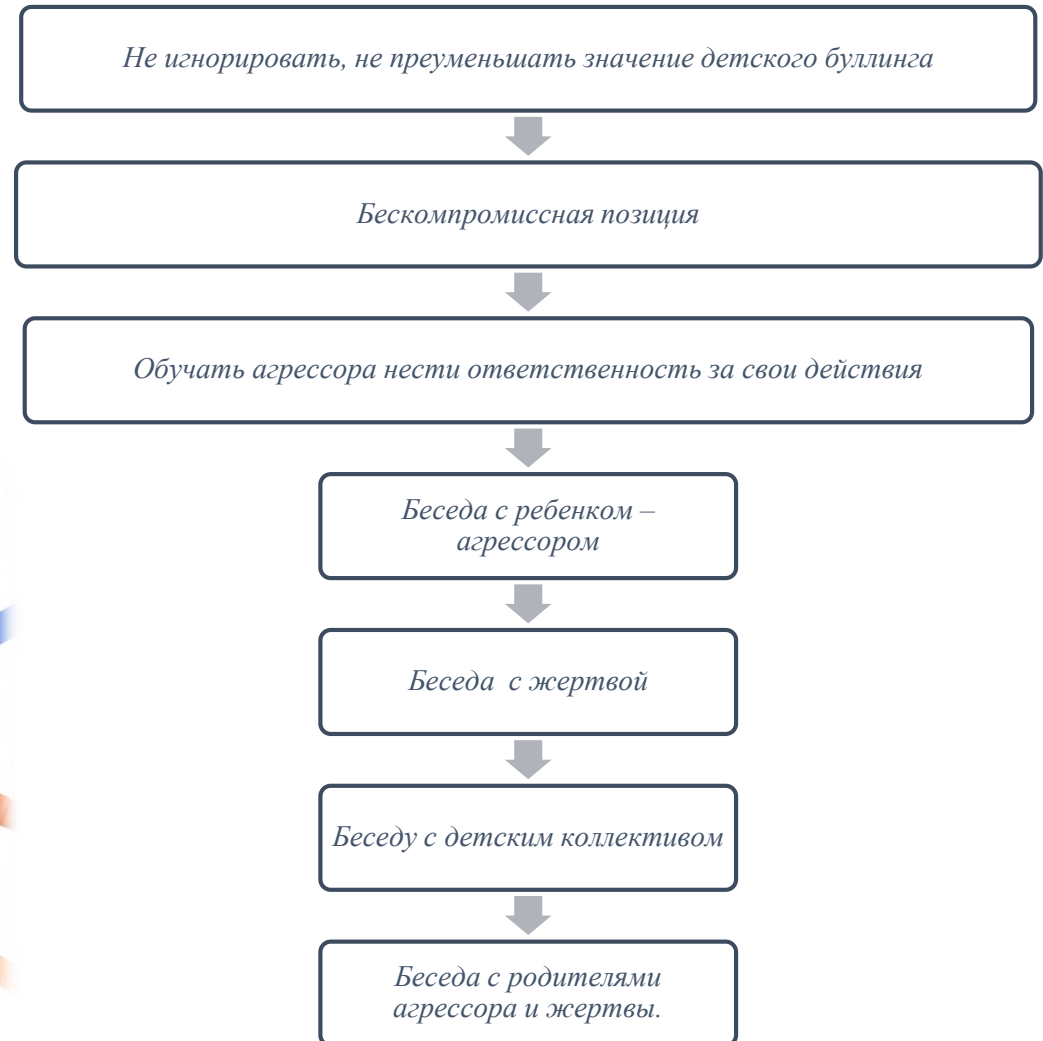 Не игнорировать, не преуменьшать значение детского буллинга
Бескомпромиссная позиция
Обучать агрессора нести ответственность за свои действия
Беседа с ребенком –
агрессором
Беседа с жертвой
Беседу с детским коллективом
Беседа с родителями
агрессора и жертвы.